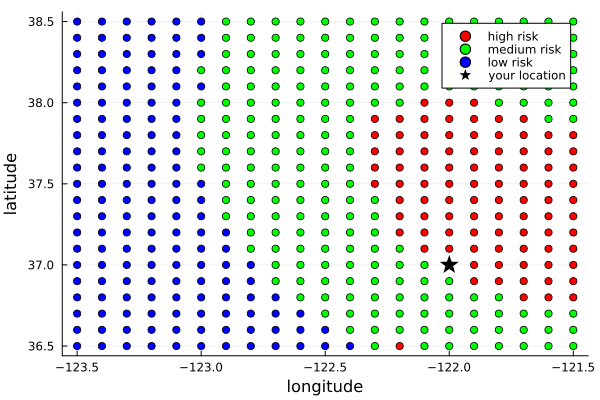 38.5
38.0
37.5
37.0
36.5
latitude
high risk
medium risk
low risk
your location
−123.5
−123.0
−122.5
−122.0
−121.5
longitude